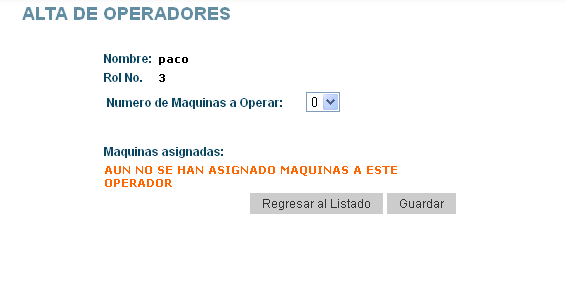 ALTA DE OPERADORES
Nombre: paco
Rol No. 3
Numero de Maquinas a Operar: 0
Maquinas asignadas:
AUN NO SE HAN ASIGNADO MAQUINAS A ESTE
OPERADOR
Regresar al Listado Guardar